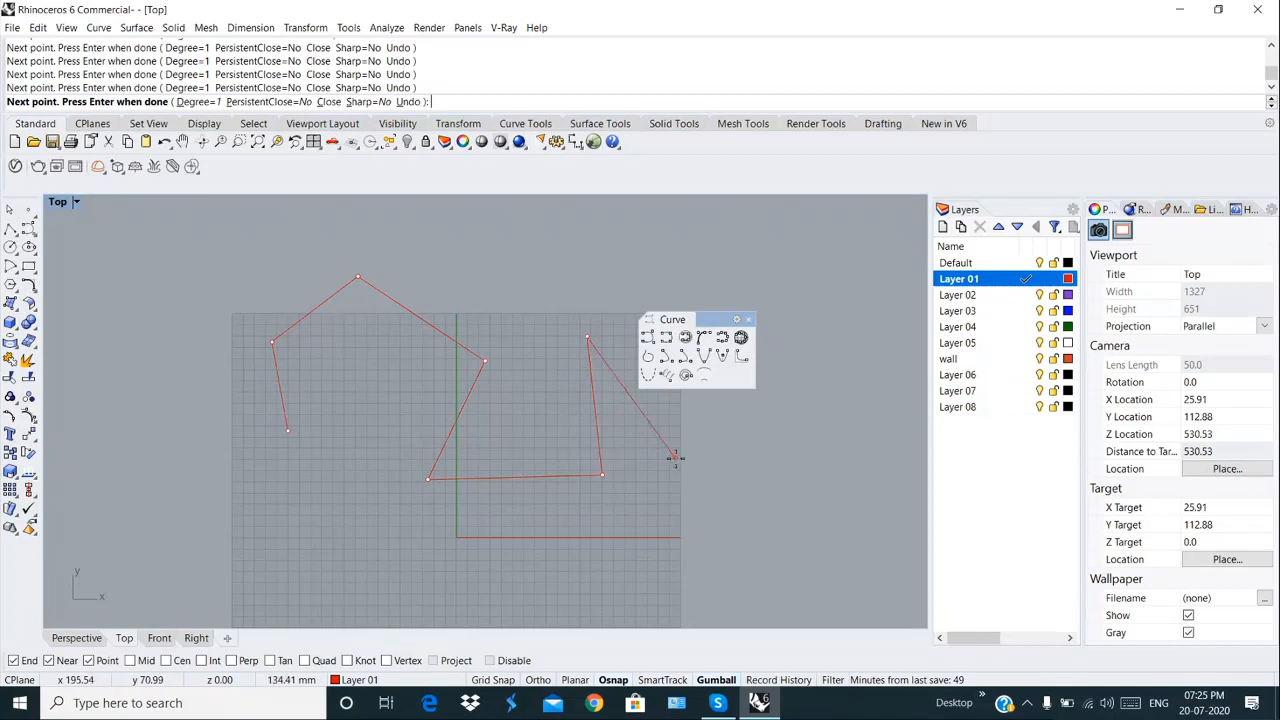 Rhinoceros 6 Commercial- - [Top]
File Edit View Curve Surface Solid Mesh Dimension Transform Tools Analyze Render Panels V-Ray Help
Next point. Press Enter when done ( Degree=1 PersistentClose=No Close Sharp=No Undo )
Next point. Press Enter when done ( Degree=1 PersistentClose=No Close Sharp=No Undo )
Next point. Press Enter when done ( Degree=1 PersistentClose=No Close Sharp=No Undo )
Next point. Press Enter when done ( Degree=1 PersistentClose=No Close Sharp=No Undo )
Next point. Press Enter when done ( Degree=1 PersistentClose=No Close Sharp=No Undo ):
Standard CPlanes Set View Display Select Viewport Layout Visibility Transform Curve Tools Surface Tools Solid Tools Mesh Tools Render Tools Drafting New in V6
Top
Layers
P... R... M... Li... H...
Name
Default
Layer 01
Layer 02
Layer 03
Layer 04
Layer 05
wall
Layer 06
Layer 07
Layer 08
Viewport
Title Top
Width 1327
Height 651
Projection Parallel
Camera
Lens Length 50.0
Rotation 0.0
X Location 25.91
Y Location 112.88
Z Location 530.53
Distance to Tar... 530.53
Location Place...
Target
X Target 25.91
Y Target 112.88
Z Target 0.0
Location Place...
Wallpaper
Filename (none) ...
Show
Gray
Curve
y
x
Perspective Top Front Right
End Near Point Mid Cen Int Perp Tan Quad Knot Vertex Project Disable
CPlane x 195.54 y 70.99 z 0.00 134.41 mm Layer 01 Grid Snap Ortho Planar Osnap SmartTrack Gumball Record History Filter Minutes from last save: 49
Type here to search
Desktop
ENG
07:25 PM
20-07-2020